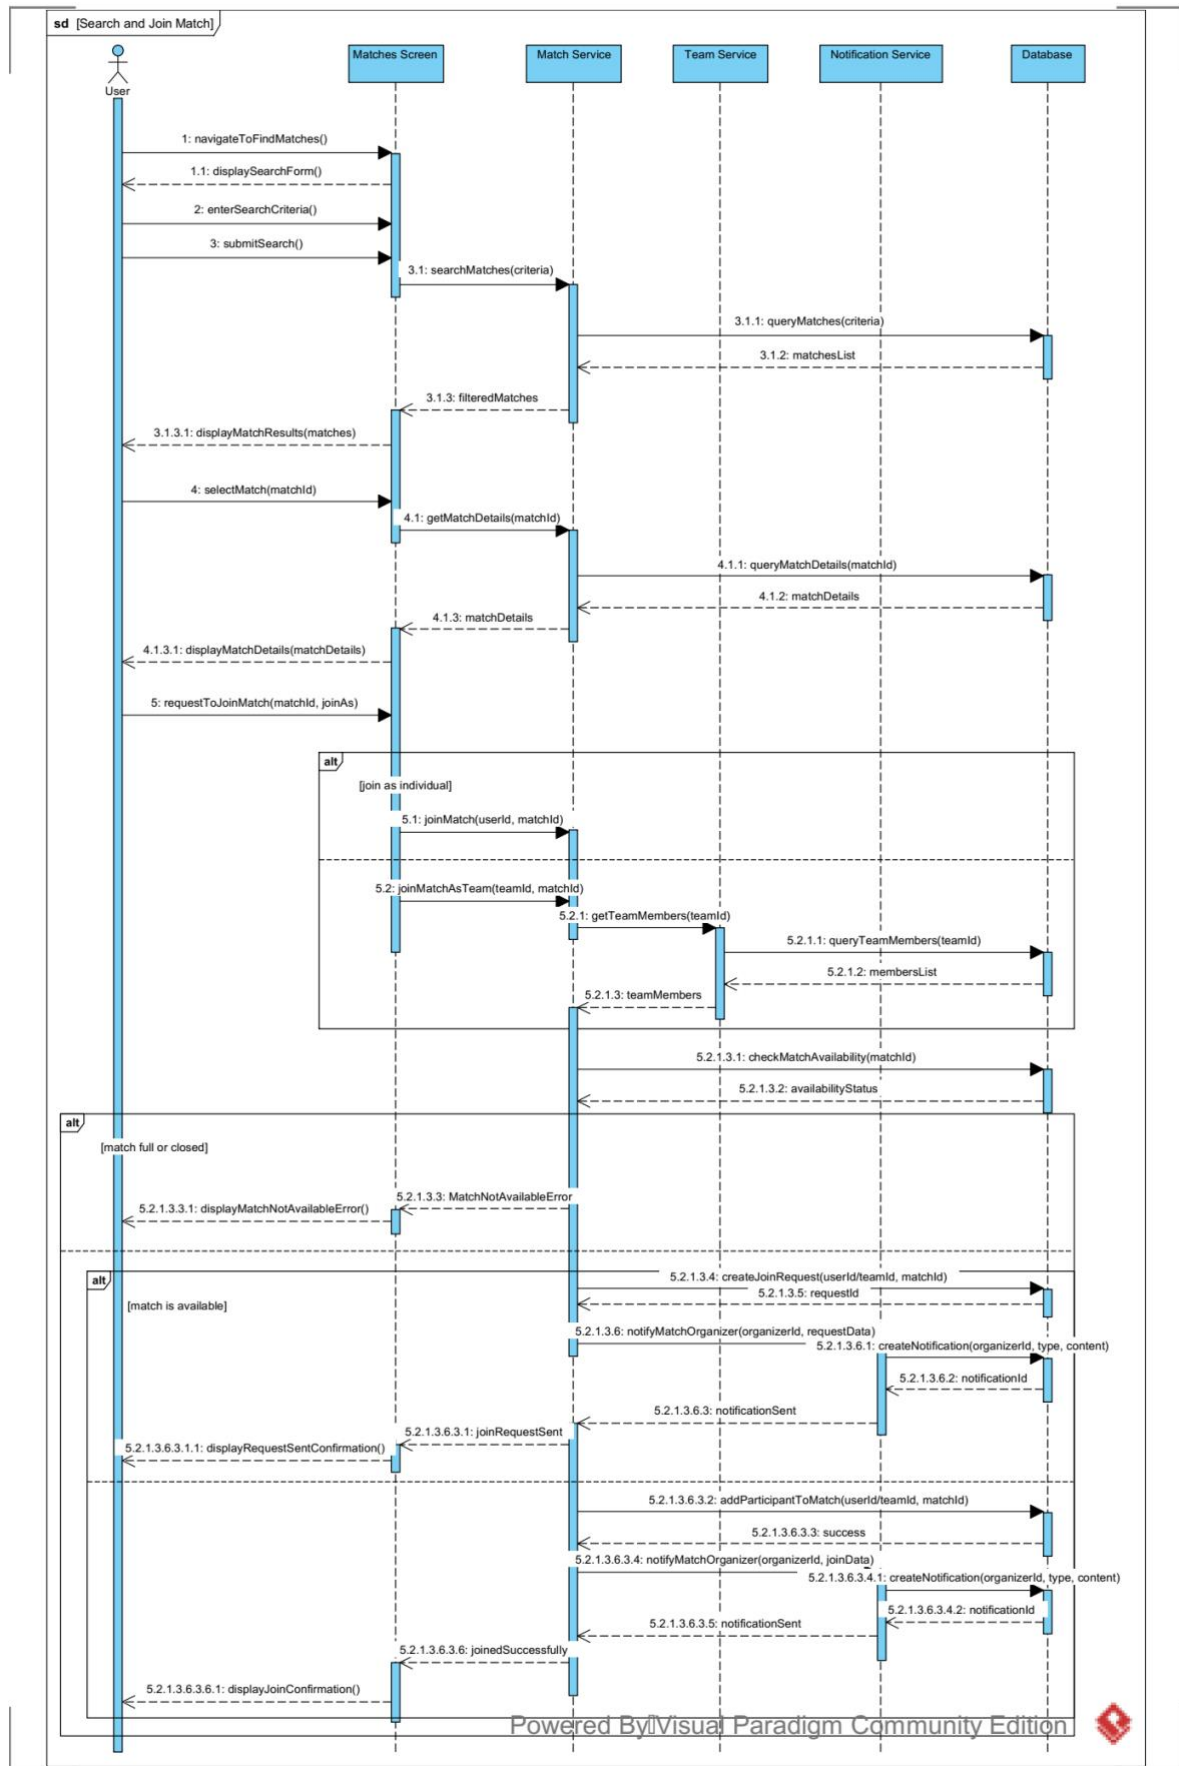 sd [Search and Join Match]
User
Matches Screen
Match Service
Team Service
Notification Service
Database
1: navigateToFindMatches()
1.1: displaySearchForm()
2: enterSearchCriteria()
3: submitSearch()
3.1: searchMatches(criteria)
3.1.1: queryMatches(criteria)
3.1.2: matchesList
3.1.3: filteredMatches
3.1.3.1: displayMatchResults(matches)
4: selectMatch(matchId)
4.1: getMatchDetails(matchId)
4.1.1: queryMatchDetails(matchId)
4.1.2: matchDetails
4.1.3: matchDetails
4.1.3.1: displayMatchDetails(matchDetails)
5: requestToJoinMatch(matchId, joinAs)
alt
[join as individual]
5.1: joinMatch(userId, matchId)
5.2: joinMatchAsTeam(teamId, matchId)
5.2.1: getTeamMembers(teamId)
5.2.1.1: queryTeamMembers(teamId)
5.2.1.2: membersList
5.2.1.3: teamMembers
5.2.1.3.1: checkMatchAvailability(matchId)
5.2.1.3.2: availabilityStatus
alt
[match full or closed]
5.2.1.3.3: MatchNotAvailableError
5.2.1.3.3.1: displayMatchNotAvailableError()
alt
[match is available]
5.2.1.3.4: createJoinRequest(userId/teamId, matchId)
5.2.1.3.5: requestId
5.2.1.3.6: notifyMatchOrganizer(organizerId, requestData)
5.2.1.3.6.1: createNotification(organizerId, type, content)
5.2.1.3.6.2: notificationId
5.2.1.3.6.3: notificationSent
5.2.1.3.6.3.1: joinRequestSent
5.2.1.3.6.3.1.1: displayRequestSentConfirmation()
5.2.1.3.6.3.2: addParticipantToMatch(userId/teamId, matchId)
5.2.1.3.6.3.3: success
5.2.1.3.6.3.4: notifyMatchOrganizer(organizerId, joinData)
5.2.1.3.6.3.4.1: createNotification(organizerId, type, content)
5.2.1.3.6.3.4.2: notificationId
5.2.1.3.6.3.5: notificationSent
5.2.1.3.6.3.6: joinedSuccessfully
5.2.1.3.6.3.6.1: displayJoinConfirmation()
Powered By Visual Paradigm Community Edition